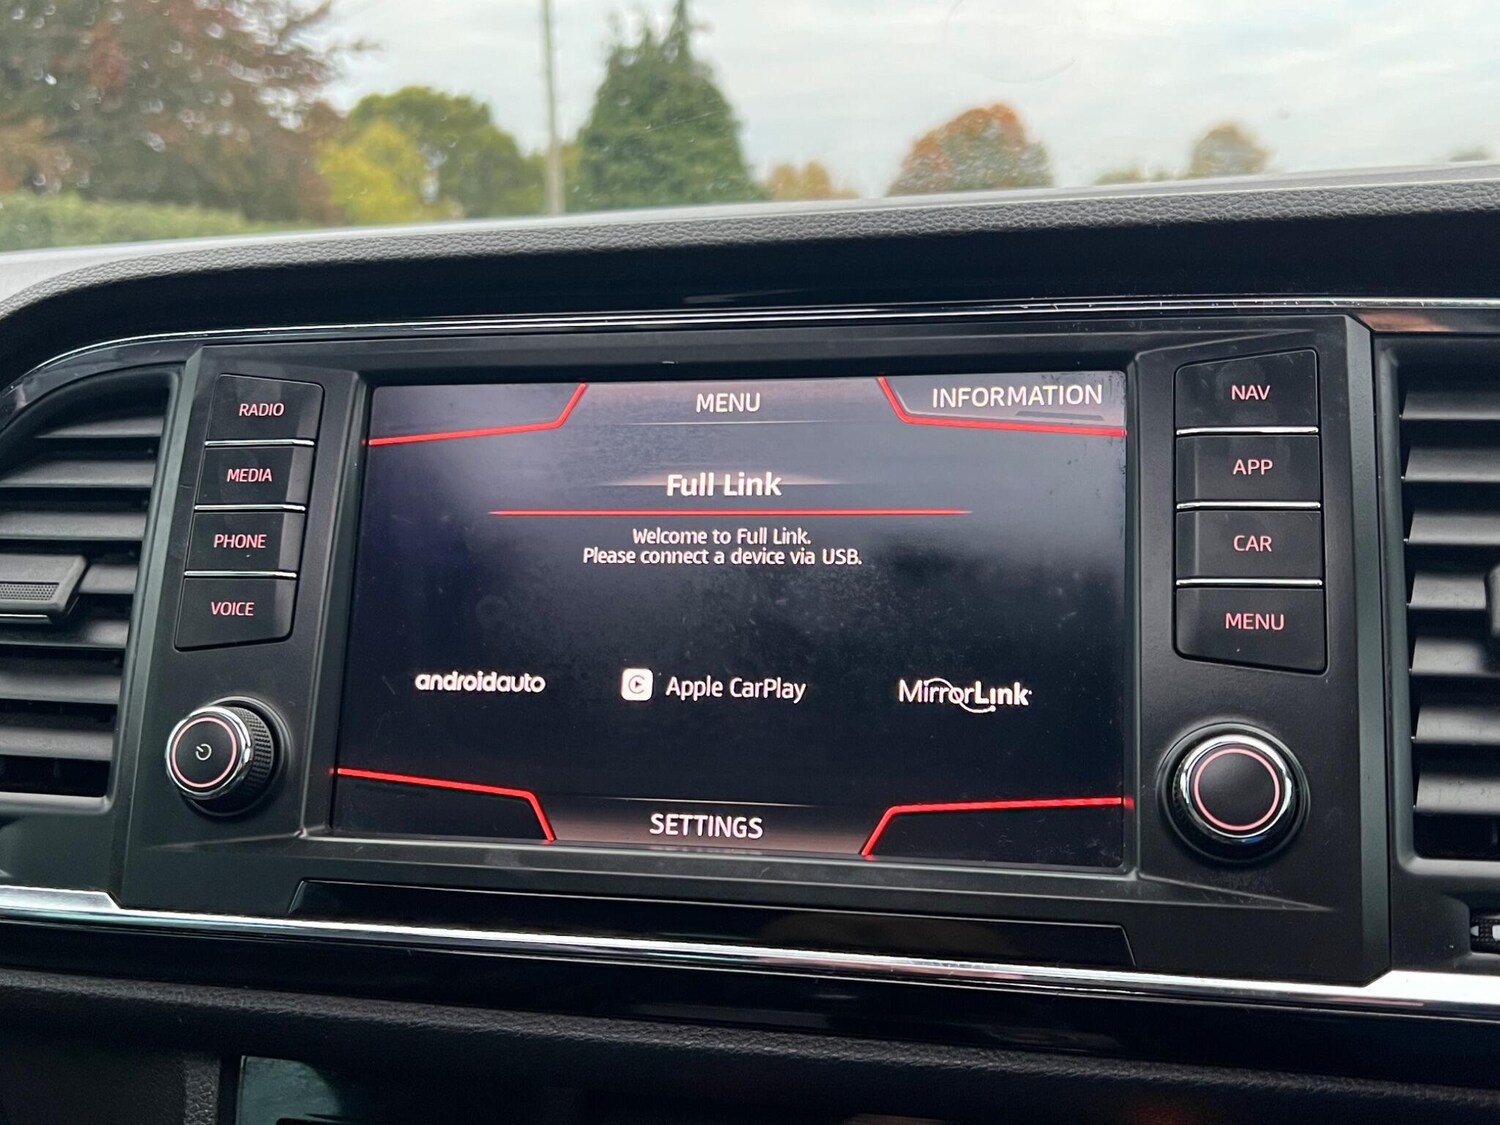 RADIO
MEDIA
PHONE
VOICE
MENU
INFORMATION
Full Link
Welcome to Full Link.
Please connect a device via USB.
androidauto
Apple CarPlay
MirrorLink
SETTINGS
NAV
APP
CAR
MENU